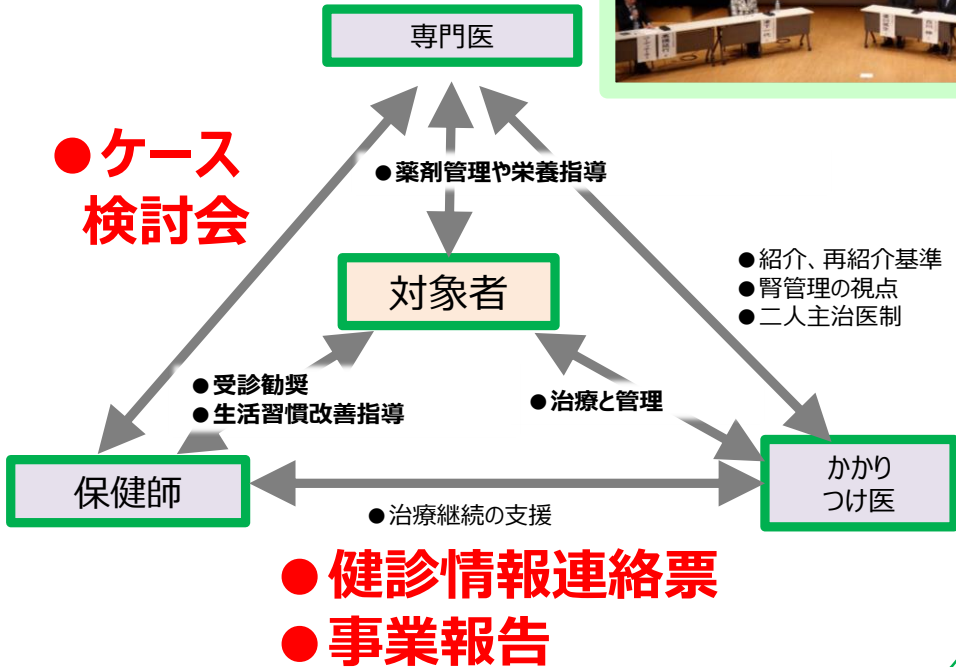 専門医
●ケース
検討会
●薬剤管理や栄養指導
対象者
●紹介、再紹介基準
●腎管理の視点
●二人主治医制
●受診勧奨
●生活習慣改善指導
●治療と管理
保健師
かかり
つけ医
●治療継続の支援
●健診情報連絡票
●事業報告